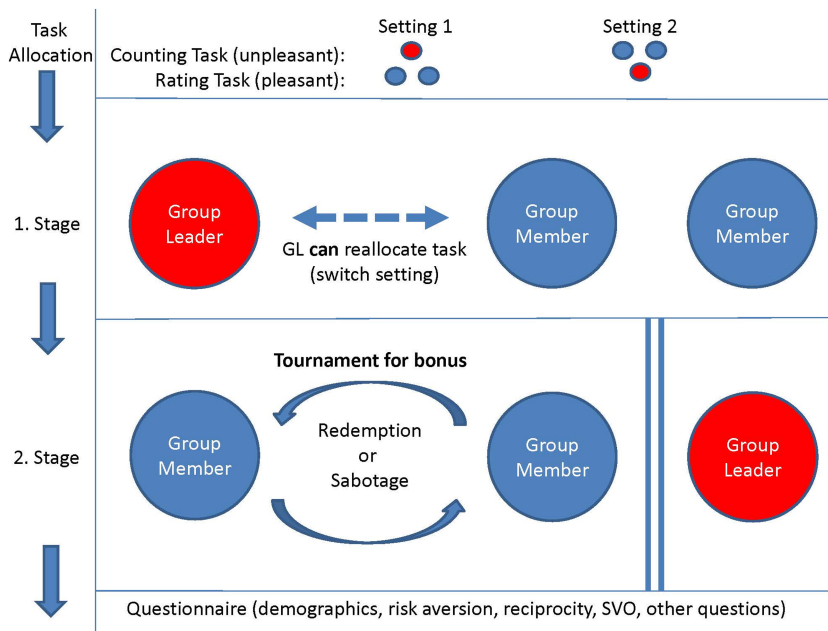 Task
Allocation
Setting 1
Setting 2
Counting Task (unpleasant):
Rating Task (pleasant):
1. Stage
Group
Leader
GL can reallocate task
(switch setting)
Group
Member
Group
Member
2. Stage
Tournament for bonus
Group
Member
Redemption
or
Sabotage
Group
Member
Group
Leader
Questionnaire (demographics, risk aversion, reciprocity, SVO, other questions)